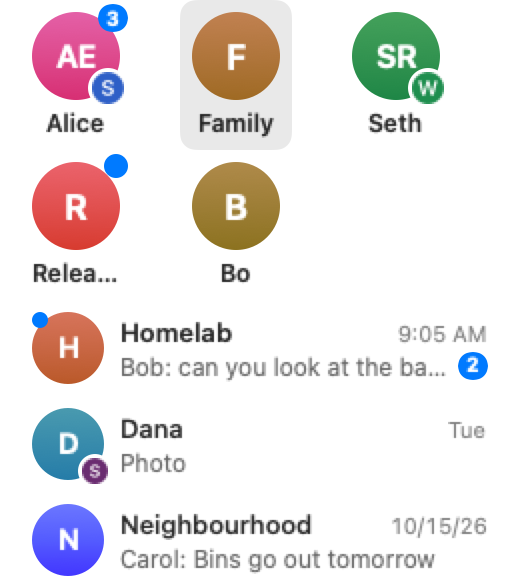 3
AE F SR
S W
Alice Family Seth
R B
Relea... Bo
H Homelab 9:05 AM
Bob: can you look at the ba... 2
D Dana Tue
S Photo
N Neighbourhood 10/15/26
Carol: Bins go out tomorrow